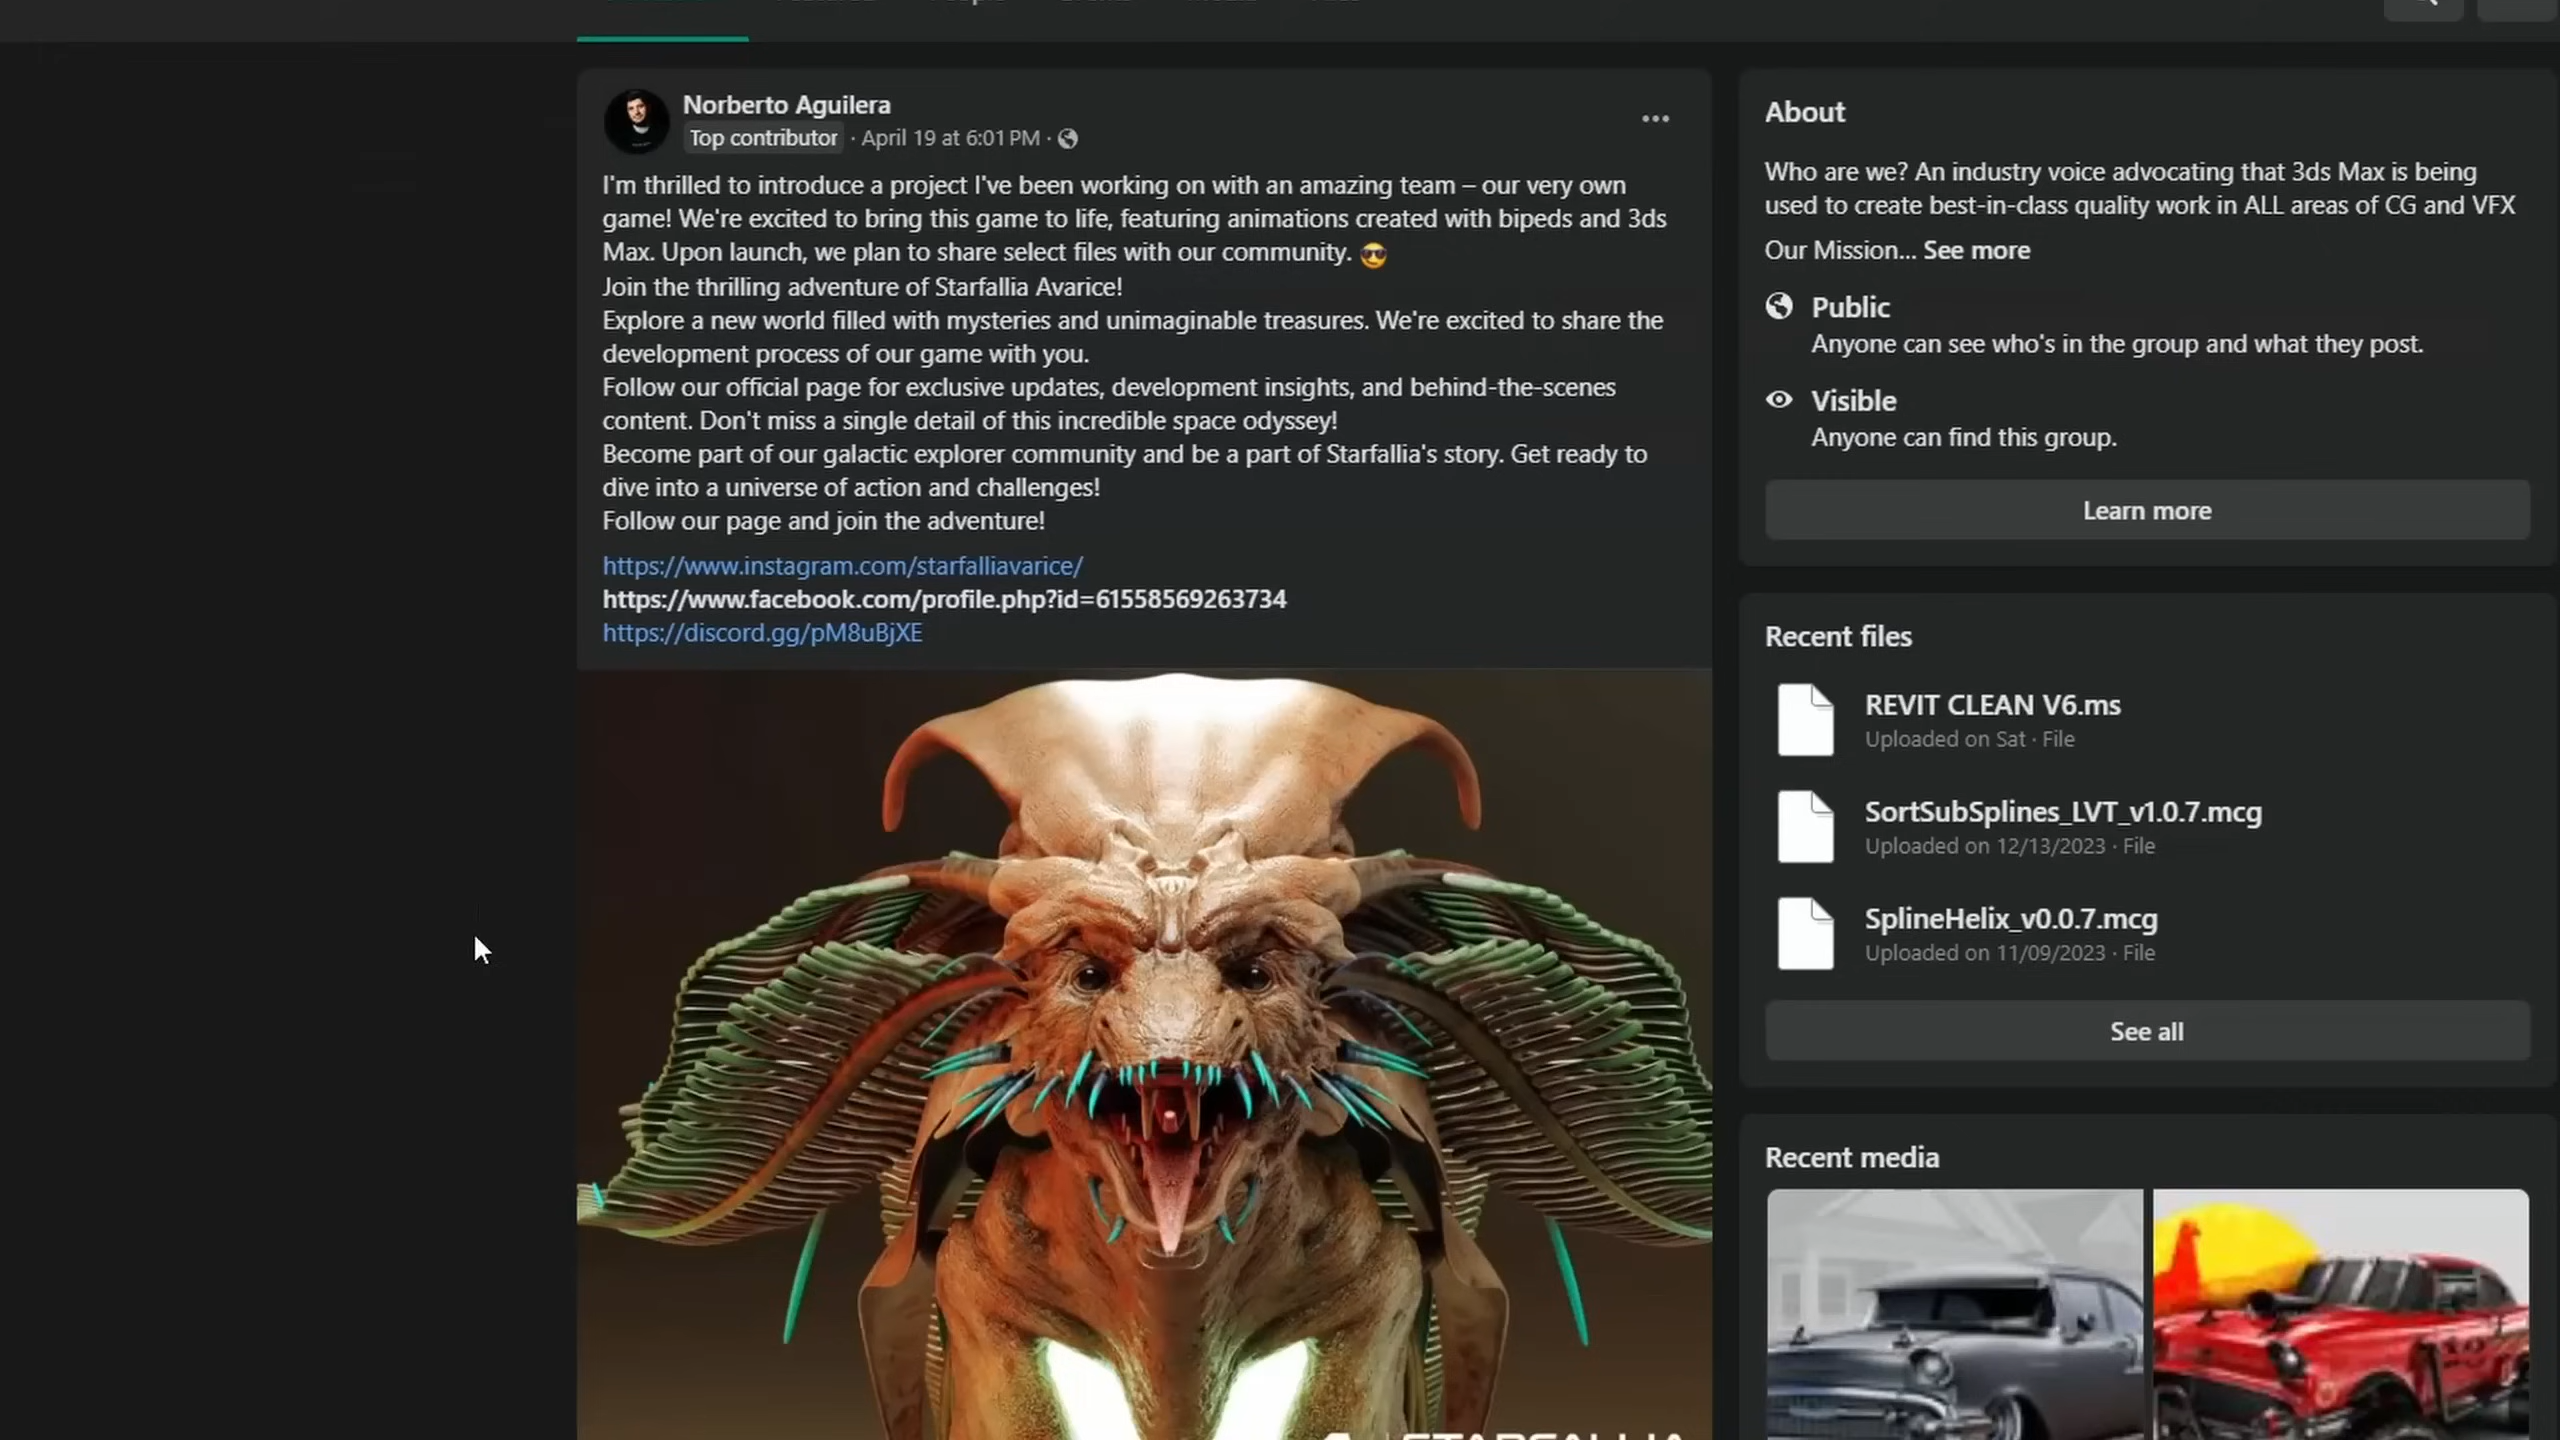 Norberto Aguilera
Top contributor · April 19 at 6:01 PM ·
I'm thrilled to introduce a project I've been working on with an amazing team – our very own
game! We're excited to bring this game to life, featuring animations created with bipeds and 3ds
Max. Upon launch, we plan to share select files with our community. 😎
Join the thrilling adventure of Starfallia Avarice!
Explore a new world filled with mysteries and unimaginable treasures. We're excited to share the
development process of our game with you.
Follow our official page for exclusive updates, development insights, and behind-the-scenes
content. Don't miss a single detail of this incredible space odyssey!
Become part of our galactic explorer community and be a part of Starfallia's story. Get ready to
dive into a universe of action and challenges!
Follow our page and join the adventure!
https://www.instagram.com/starfalliavarice/
https://www.facebook.com/profile.php?id=61558569263734
https://discord.gg/pM8uBjXE
STARFALLIA
About
Who are we? An industry voice advocating that 3ds Max is being
used to create best-in-class quality work in ALL areas of CG and VFX
Our Mission... See more
Public
Anyone can see who's in the group and what they post.
Visible
Anyone can find this group.
Learn more
Recent files
REVIT CLEAN V6.ms
Uploaded on Sat · File
SortSubSplines_LVT_v1.0.7.mcg
Uploaded on 12/13/2023 · File
SplineHelix_v0.0.7.mcg
Uploaded on 11/09/2023 · File
See all
Recent media